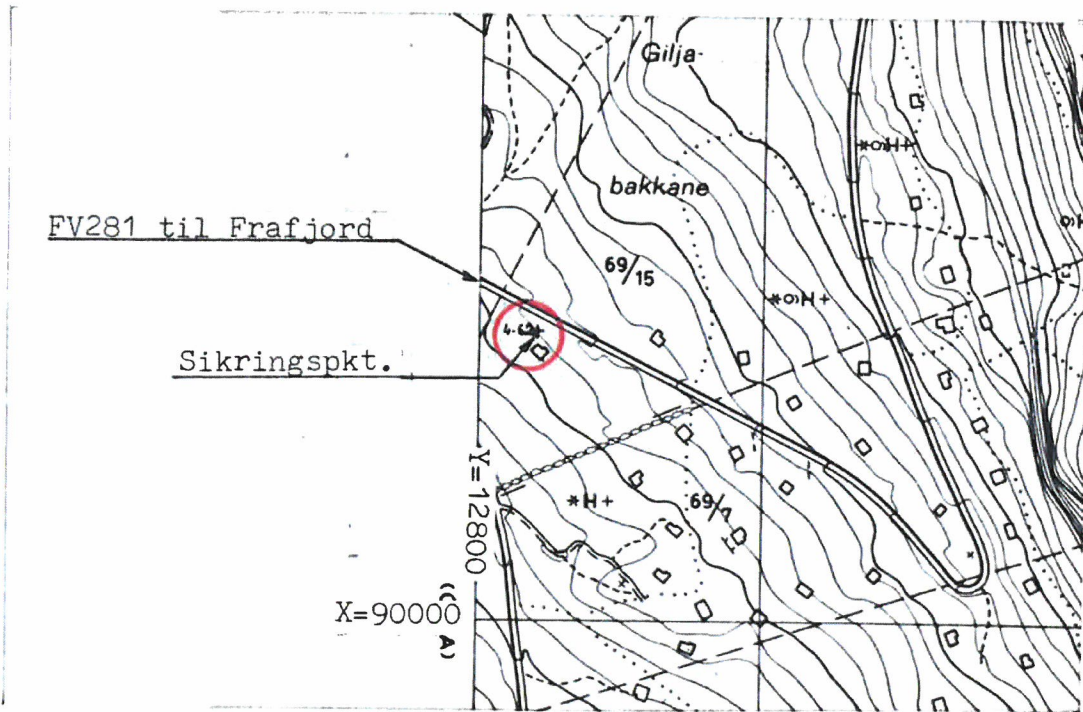 Gilja-
bakkane
FV281 til Frafjord
69/15
Sikringspkt.
69/1
Y=12800
X=90000
A)